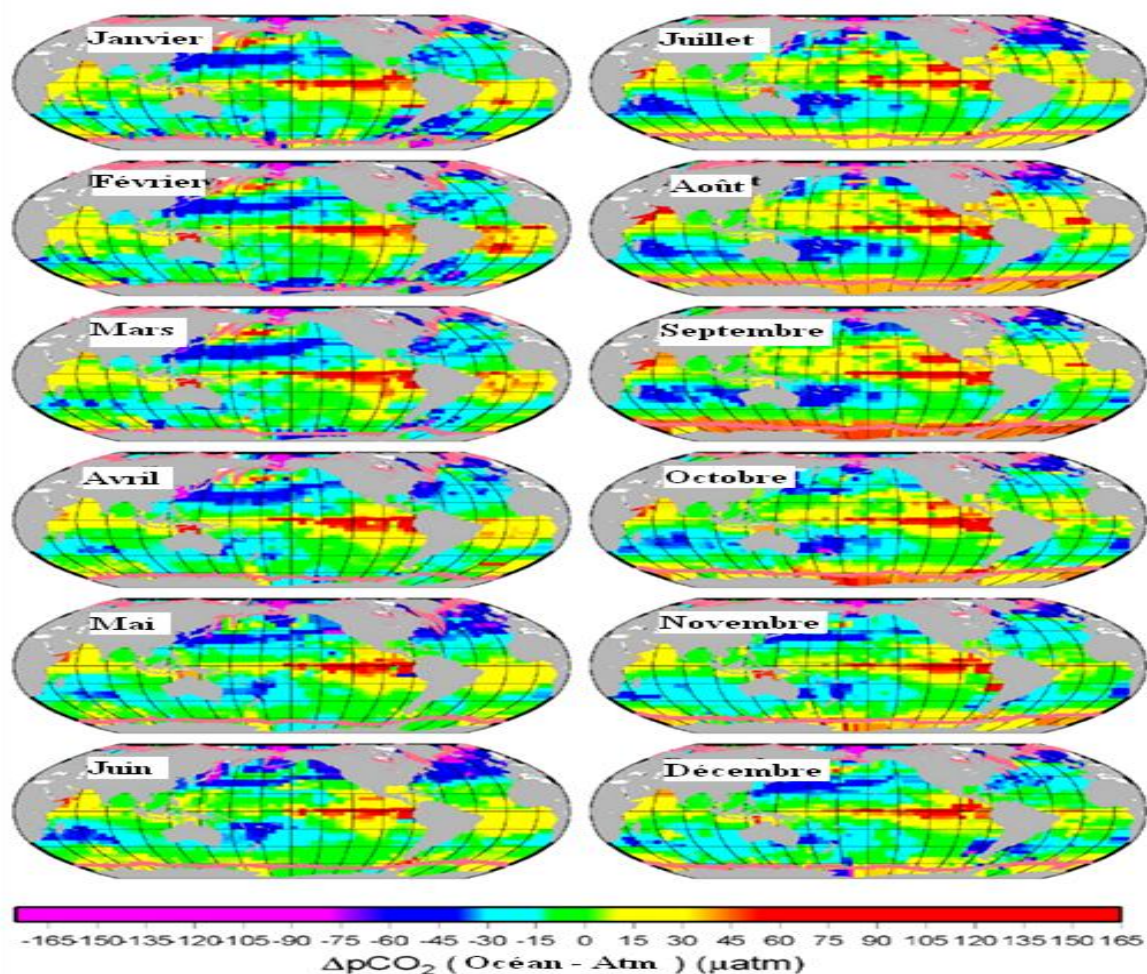 Janvier
Juillet
Février
Août
Mars
Septembre
Avril
Octobre
Mai
Novembre
Juin
Décembre
-165 -150 -135 -120 -105 -90 -75 -60 -45 -30 -15 0 15 30 45 60 75 90 105 120 135 150 165
ΔpCO₂ ( Océan - Atm ) (μatm)